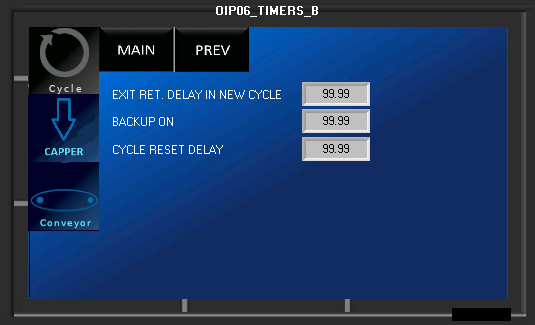 OIP06_TIMERS_B
MAIN PREV
Cycle
EXIT RET. DELAY IN NEW CYCLE 99.99
BACKUP ON 99.99
CAPPER
CYCLE RESET DELAY 99.99
Conveyor